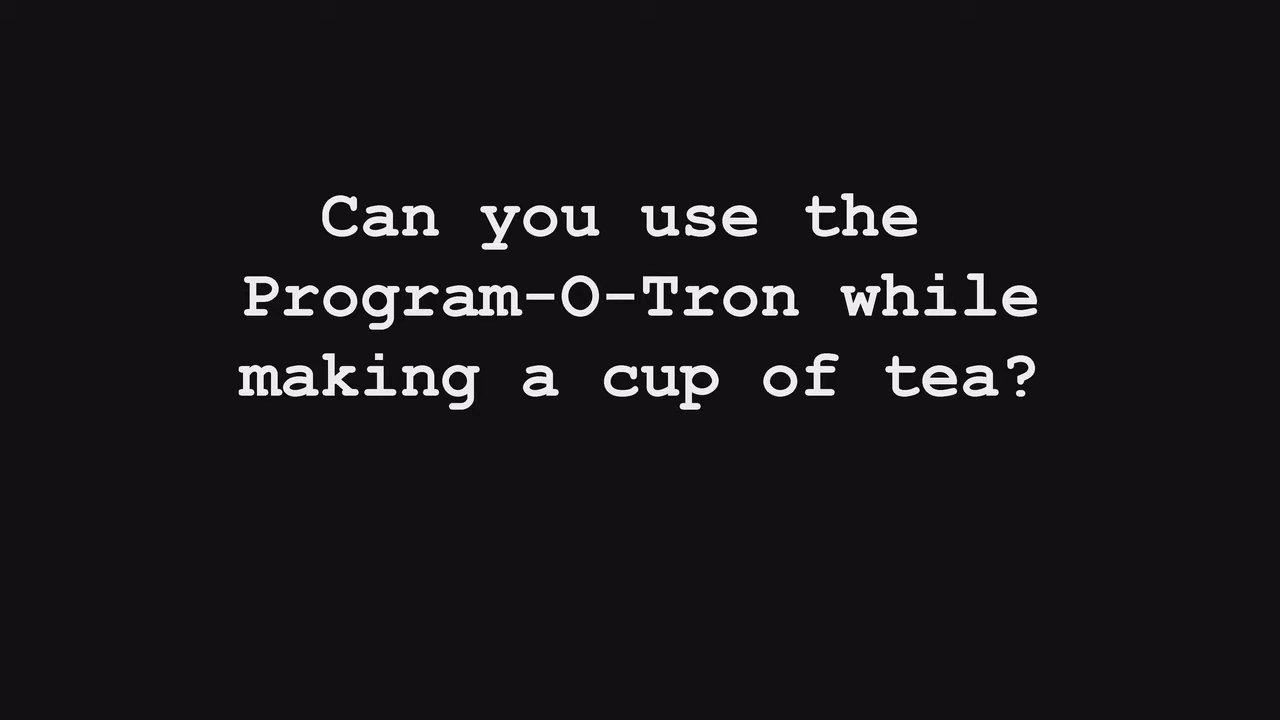 Can you use the
Program-O-Tron while
making a cup of tea?